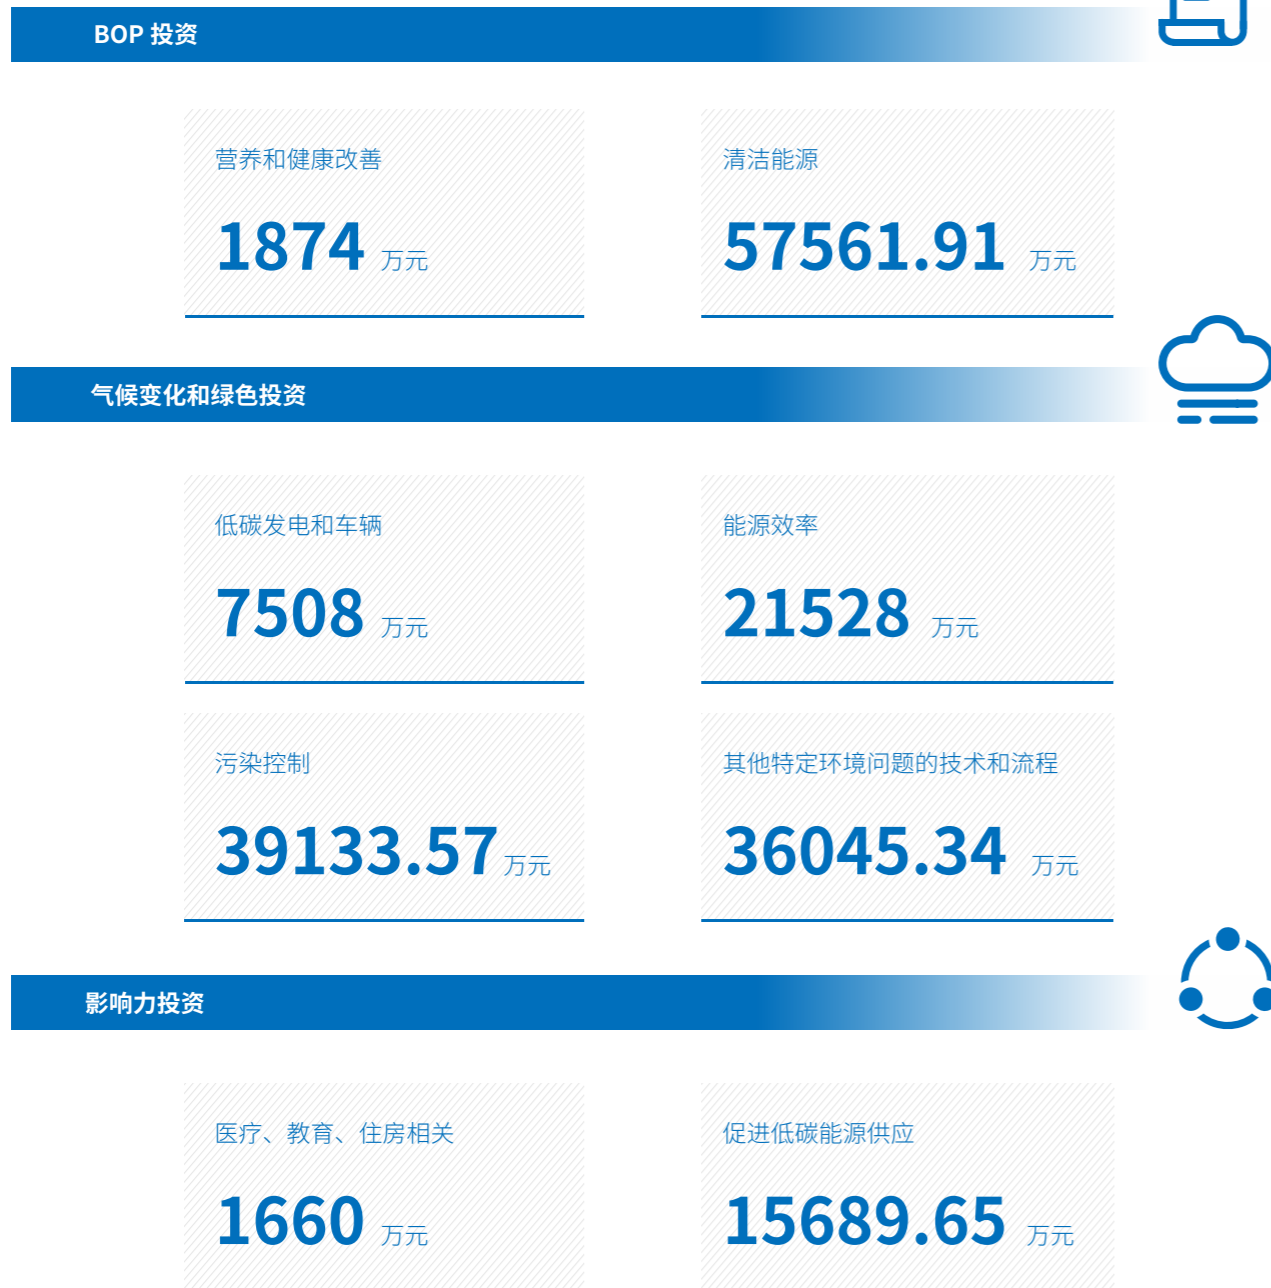 BOP 投资
营养和健康改善
清洁能源
1874 万元
57561.91 万元
气候变化和绿色投资
低碳发电和车辆
能源效率
7508 万元
21528 万元
污染控制
其他特定环境问题的技术和流程
39133.57 万元
36045.34 万元
影响力投资
医疗、教育、住房相关
促进低碳能源供应
1660 万元
15689.65 万元